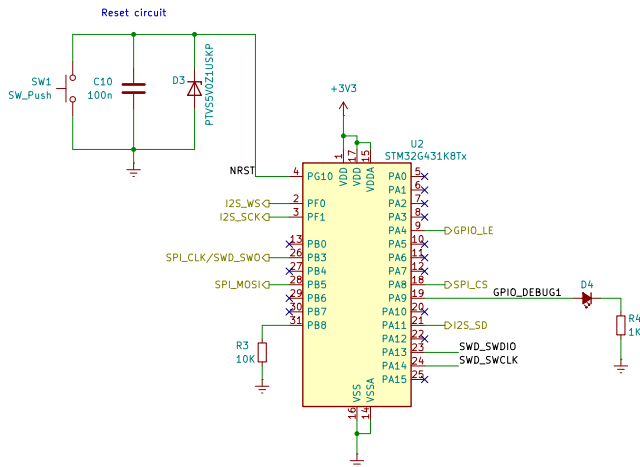 Reset circuit
SW1
SW_Push
C10
100n
D3
PTVS5V0Z1USKP
+3V3
U2
STM32G431K8Tx
1
17
15
VDD
VDD
VDDA
NRST
4
PG10
I2S_WS
2
PF0
I2S_SCK
3
PF1
13
PB0
SPI_CLK/SWD_SWO
26
PB3
27
PB4
SPI_MOSI
28
PB5
29
PB6
30
PB7
31
PB8
PA0
5
PA1
6
PA2
7
PA3
8
PA4
9
GPIO_LE
PA5
10
PA6
11
PA7
12
PA8
18
SPI_CS
PA9
19
GPIO_DEBUG1
PA10
20
PA11
21
I2S_SD
PA12
22
PA13
23
SWD_SWDIO
PA14
24
SWD_SWCLK
PA15
25
D4
R4
1K
R3
10K
VSS
VSSA
16
14